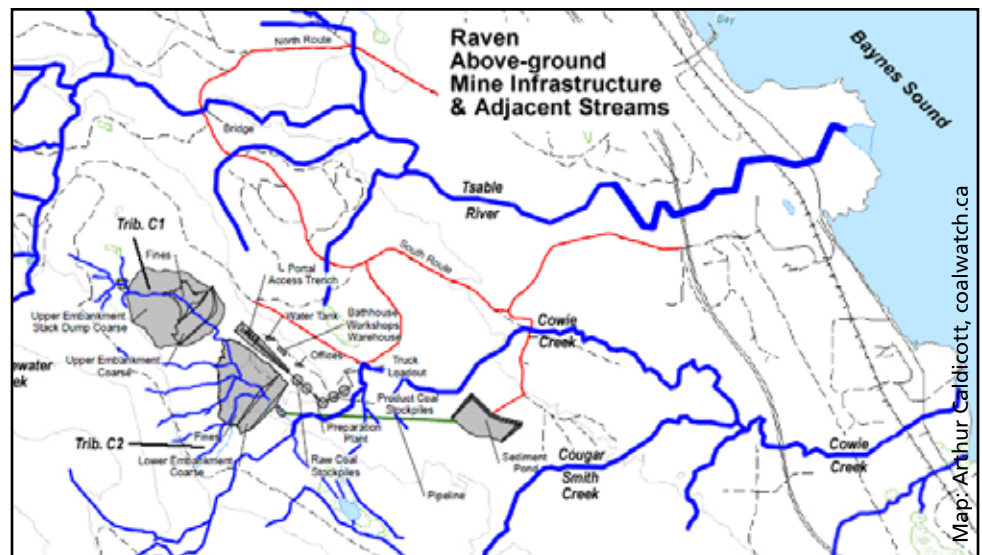 Raven
Above-ground
Mine Infrastructure
& Adjacent Streams
Bay
Baynes Sound
North Route
Bridge
Tsable
River
Trib. C1
Fines
Portal
Access Trench
South Route
Upper Embankment
Stack Dump Coarse
Water Tank
Bathhouse
Workshops
Warehouse
Cowie
Creek
Upper Embankment
Coarse
Offices
Truck
Loadout
ewater
ek
Product Coal
Stockpiles
Preparation
Plant
Trib. C2
Fines
Lower Embankment
Coarse
Raw Coal
Stockpiles
Sediment
Pond
Cougar
Smith
Creek
Cowie
Creek
Pipeline
Map: Arthur Caldicott, coalwatch.ca